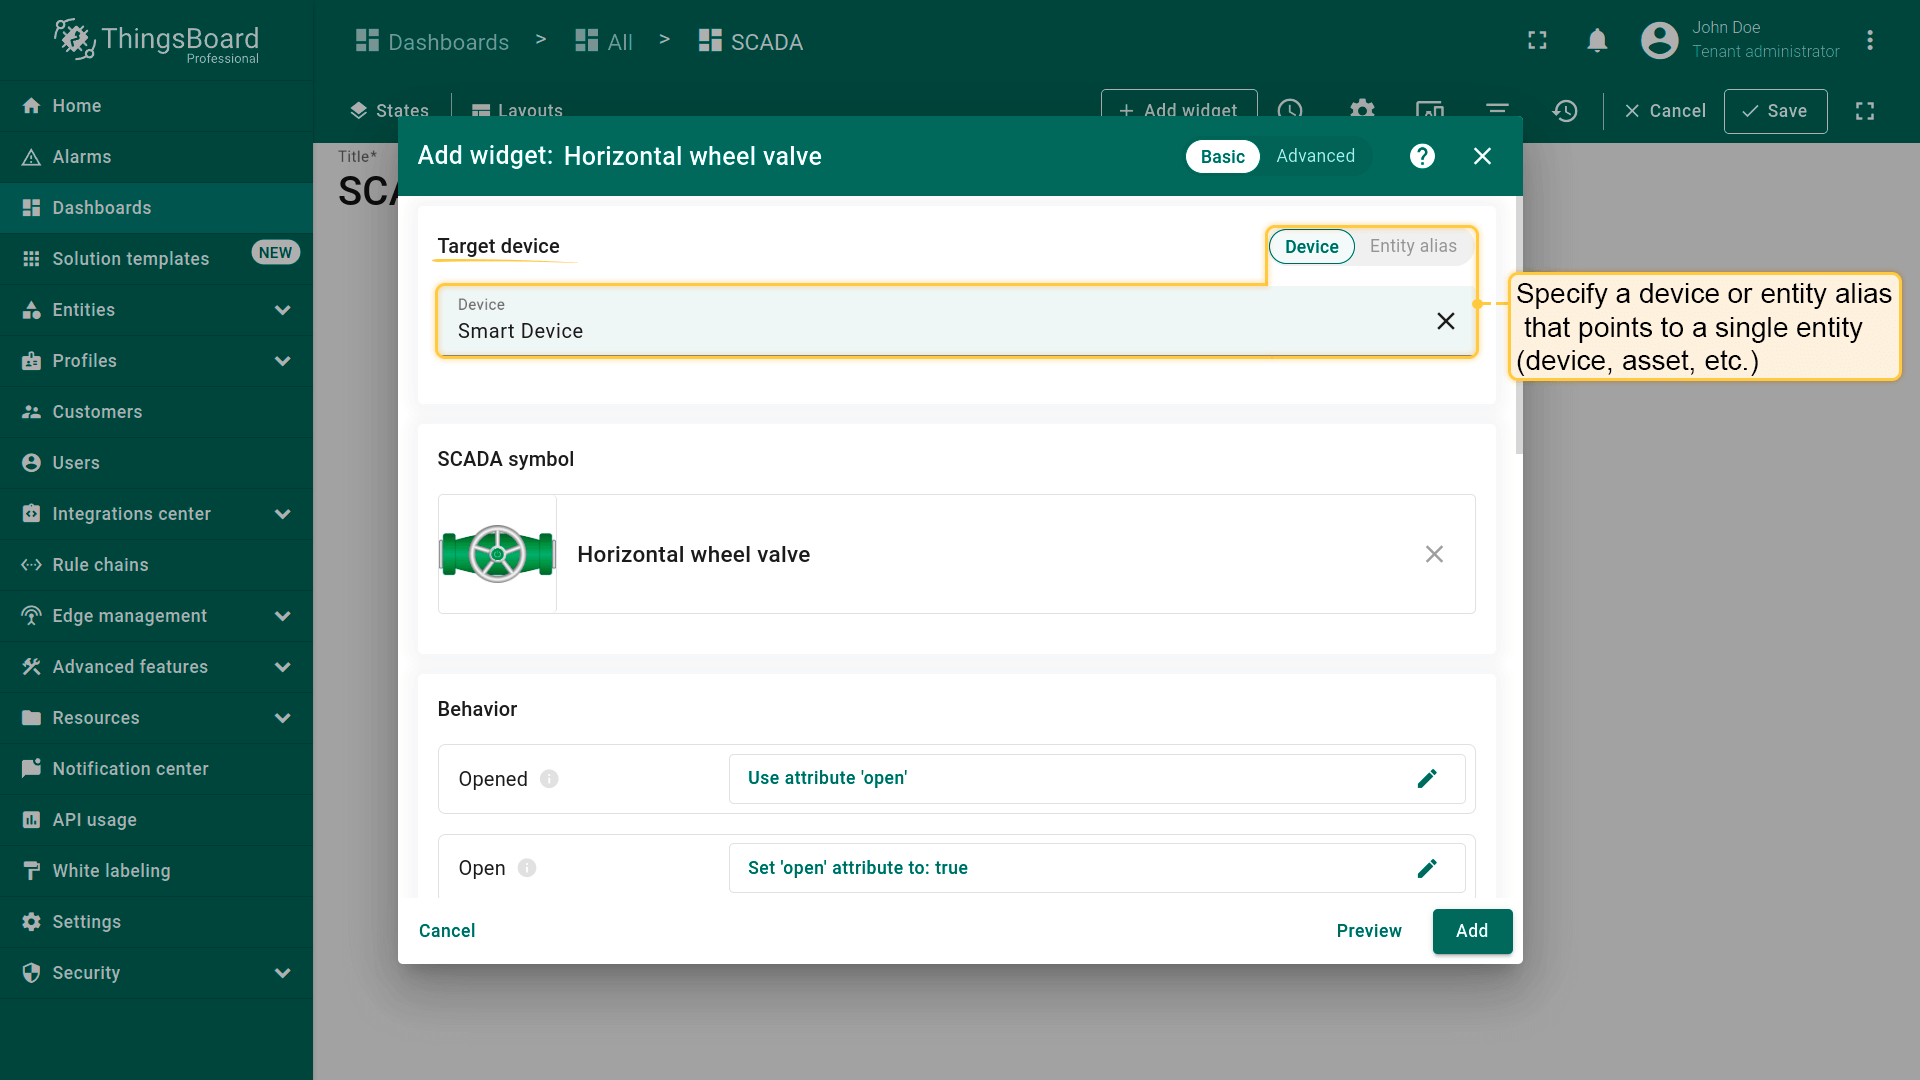 ThingsBoard
Professional
Dashboards > All > SCADA
John Doe
Tenant administrator
Home
Alarms
Dashboards
Solution templates NEW
Entities
Profiles
Customers
Users
Integrations center
Rule chains
Edge management
Advanced features
Resources
Notification center
API usage
White labeling
Settings
Security
States Layouts + Add widget Cancel Save
Title*
SCA
Add widget: Horizontal wheel valve Basic Advanced ?
Target device Device Entity alias
Device
Smart Device
Specify a device or entity alias
that points to a single entity
(device, asset, etc.)
SCADA symbol
Horizontal wheel valve
Behavior
Opened Use attribute 'open'
Open Set 'open' attribute to: true
Cancel Preview Add